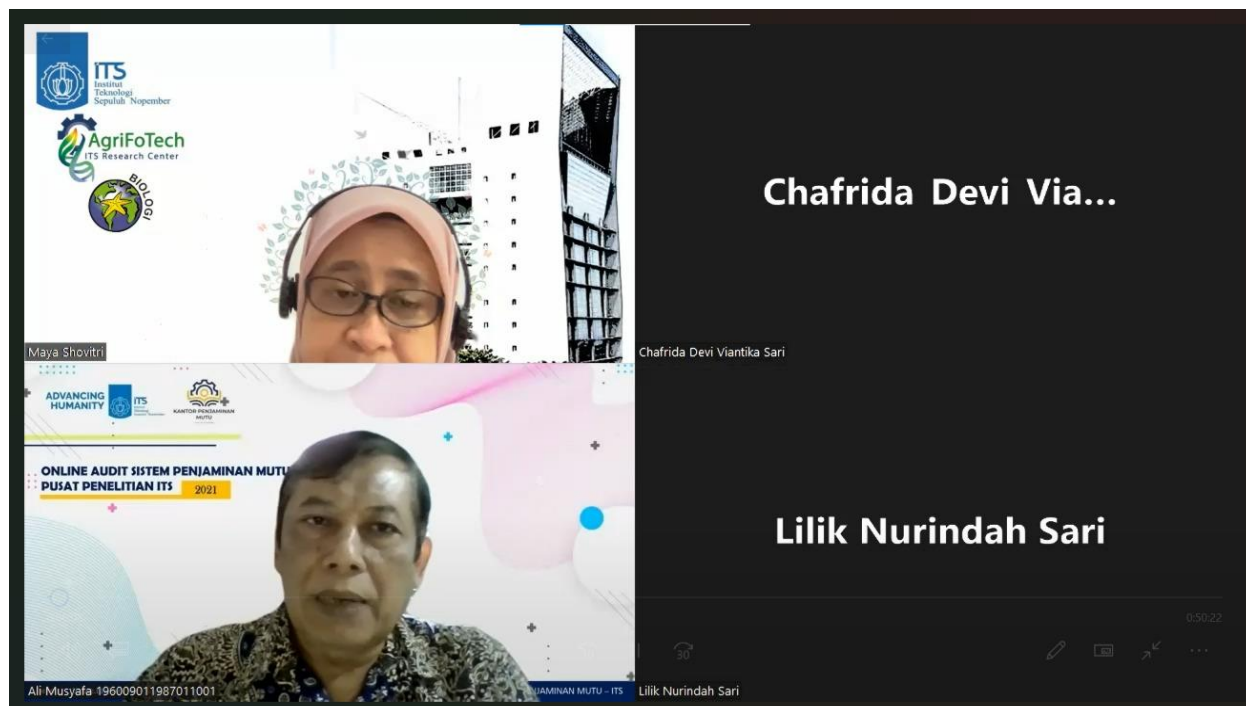 ITS
Institut
Teknologi
Sepuluh Nopember
AgriFoTech
ITS Research Center
BIOLOGI
Maya Shovitri
Chafrida Devi Via...
Chafrida Devi Viantika Sari
ADVANCING
HUMANITY
ITS
KANTOR PENJAMINAN
MUTU
ONLINE AUDIT SISTEM PENJAMINAN MUTU
PUSAT PENELITIAN ITS 2021
Ali Musyafa 196009011987011001
JAMINAN MUTU – ITS
Lilik Nurindah Sari
0:50:22
30
Lilik Nurindah Sari